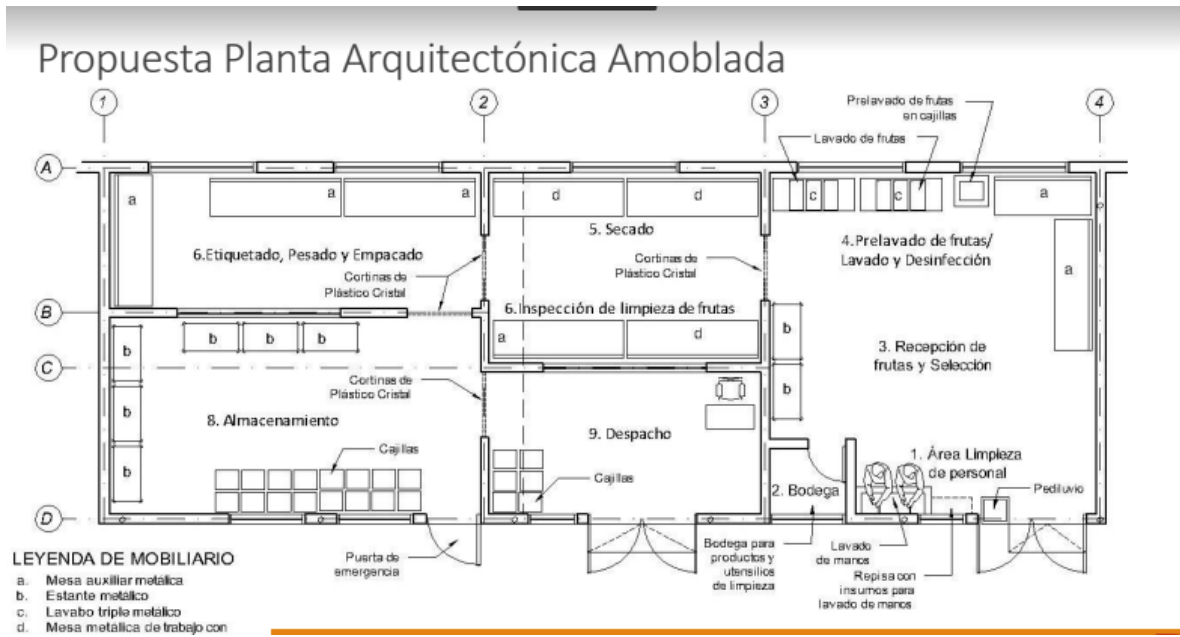 Propuesta Planta Arquitectónica Amoblada
1
2
3
4
Prelavado de frutas
en cajillas
Lavado de frutas
A
a
a
a
d
d
c
c
a
5. Secado
6.Etiquetado, Pesado y Empacado
Cortinas de
Plástico Cristal
Cortinas de
Plástico Cristal
4.Prelavado de frutas/
Lavado y Desinfección
a
B
6.Inspección de limpieza de frutas
b
b
b
b
a
d
b
3. Recepción de
frutas y Selección
C
Cortinas de
Plástico Cristal
b
b
8. Almacenamiento
9. Despacho
Cajillas
b
1. Área Limpieza
de personal
Cajillas
2. Bodega
Pediluvio
D
LEYENDA DE MOBILIARIO
a. Mesa auxiliar metálica
b. Estante metálico
c. Lavabo triple metálico
d. Mesa metálica de trabajo con
Puerta de
emergencia
Bodega para
productos y
utensilios
de limpieza
Lavado
de manos
Repisa con
insumos para
lavado de manos